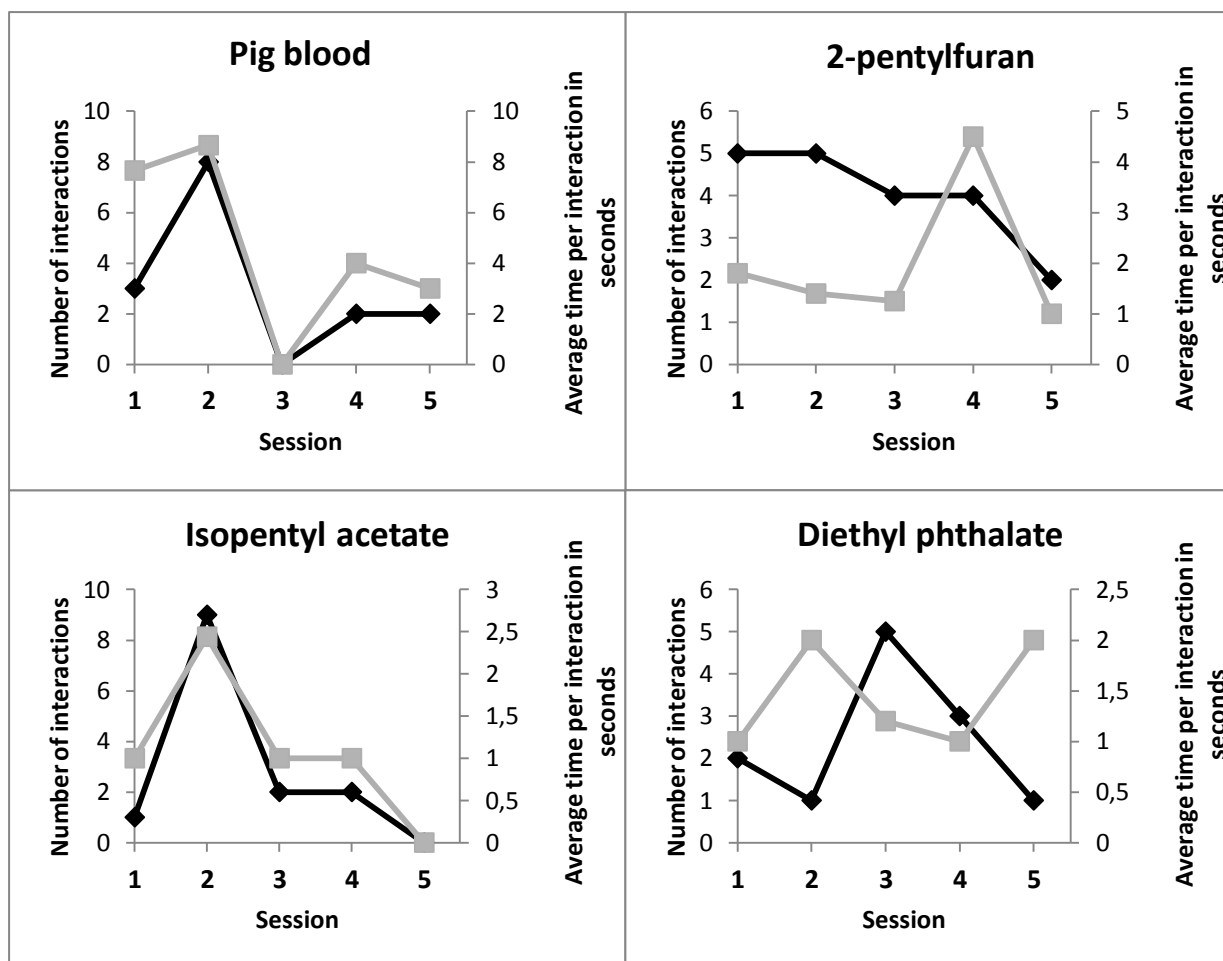 Pig blood
Number of interactions
10
8
6
4
2
0
10
8
6
4
2
0
Average time per interaction in
seconds
1 2 3 4 5
Session
2-pentylfuran
Number of interactions
6
5
4
3
2
1
0
5
4
3
2
1
0
Average time per interaction in
seconds
1 2 3 4 5
Session
Isopentyl acetate
Number of interactions
10
8
6
4
2
0
3
2,5
2
1,5
1
0,5
0
Average time per interaction in
seconds
1 2 3 4 5
Session
Diethyl phthalate
Number of interactions
6
5
4
3
2
1
0
2,5
2
1,5
1
0,5
0
Average time per interaction in
seconds
1 2 3 4 5
Session